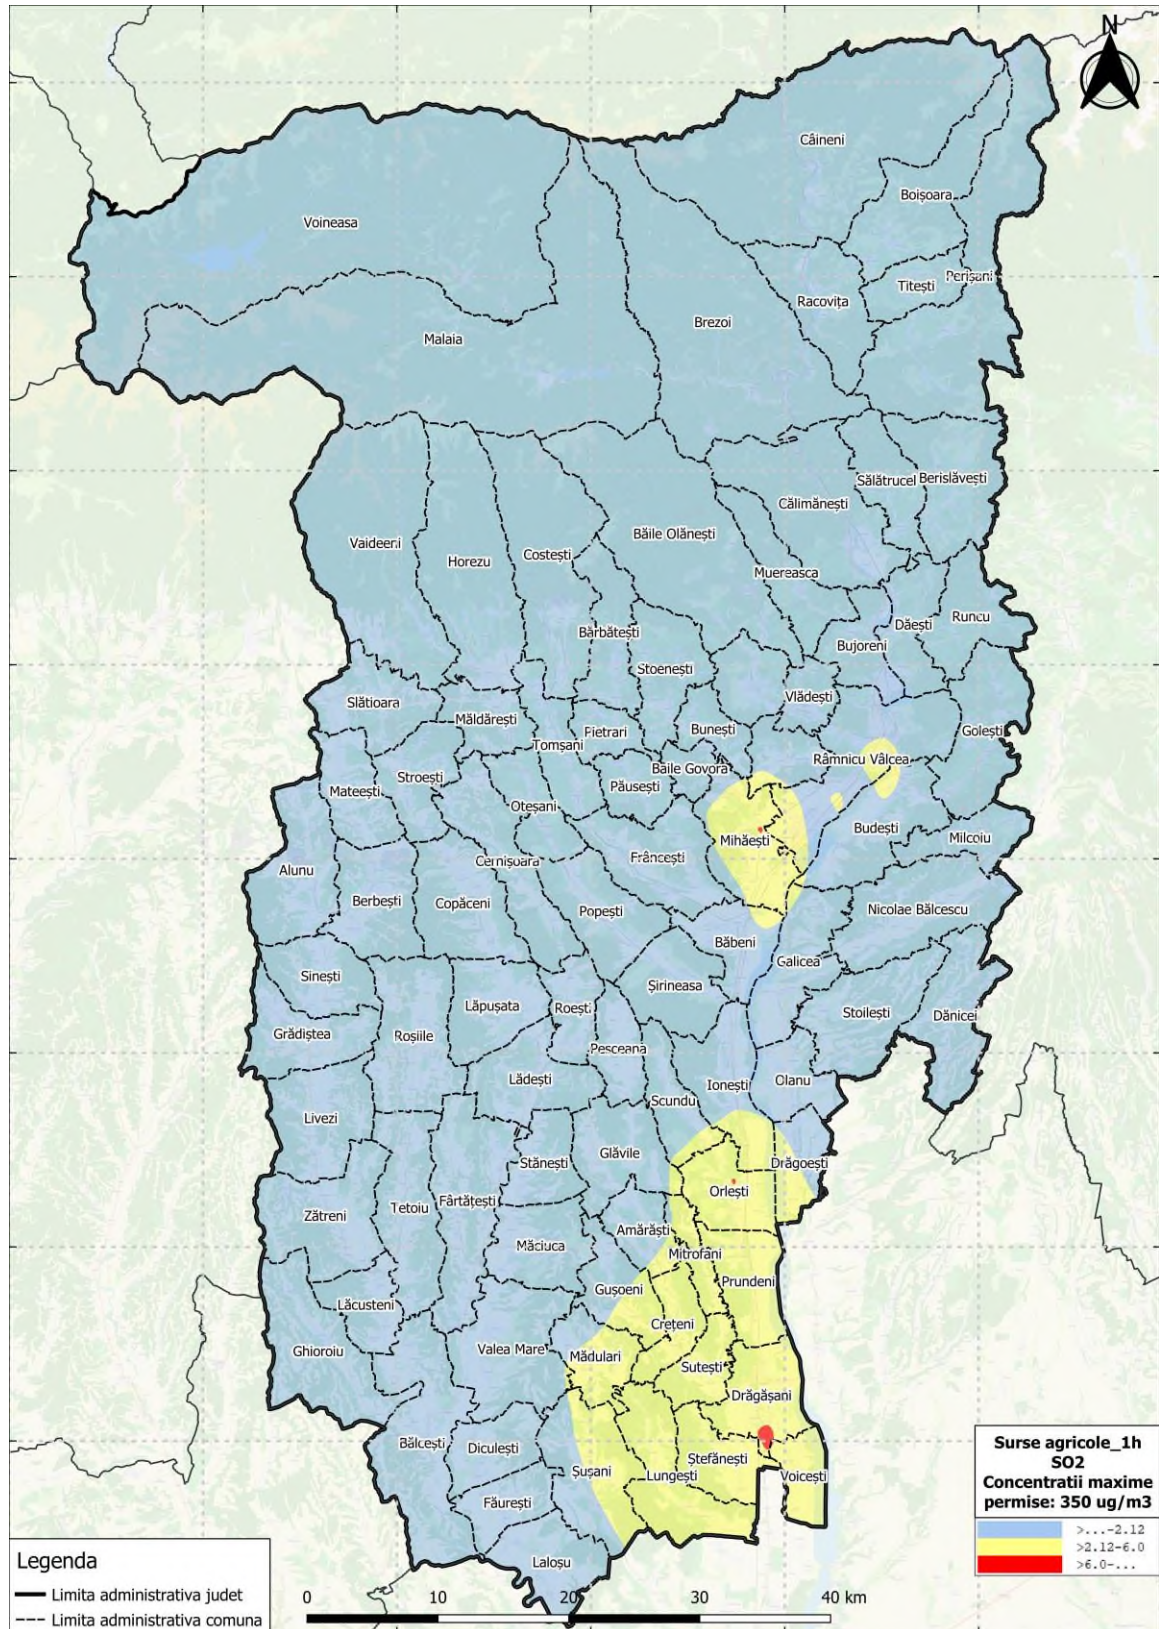 N
Câineni
Boișoara
Voineasa
Perișani
Titești
Racovița
Brezoi
Malaia
Sălătrucel
Berislăvești
Călimănești
Băile Olănești
Vaideeni
Costești
Horezu
Muereasca
Runcu
Dăești
Bărbătești
Bujoreni
Stoenești
Vlădești
Slătioara
Măldărești
Bunești
Golești
Pietrari
Tomșani
Râmnicu Vâlcea
Băile Govora
Stroești
Păusești
Mateești
Oteșani
Budești
Milcoiu
Mihăești
Frâncești
Cernișoara
Alunu
Berbești
Copăceni
Popești
Nicolae Bălcescu
Băbeni
Galicea
Sinești
Șirineasa
Lăpușata
Roești
Stoilești
Dănicei
Grădiștea
Roșiile
Pesceana
Lădești
Olanu
Ionești
Scundu
Livezi
Glăvile
Stănești
Drăgoești
Orlești
Fârtățești
Tetoiu
Zătreni
Amărăști
Măciuca
Mitrofani
Prundeni
Gușoeni
Lăcusteni
Crețeni
Valea Mare
Ghioroiu
Mădulari
Sutești
Drăgășani
Bălcești
Diculești
Ștefănești
Șușani
Lungești
Voicești
Făurești
Laloșu
Surse agricole_1h
SO2
Concentratii maxime
permise: 350 ug/m3
>...-2.12
>2.12-6.0
>6.0-...
Legenda
Limita administrativa judet
Limita administrativa comuna
0 10 20 30 40 km